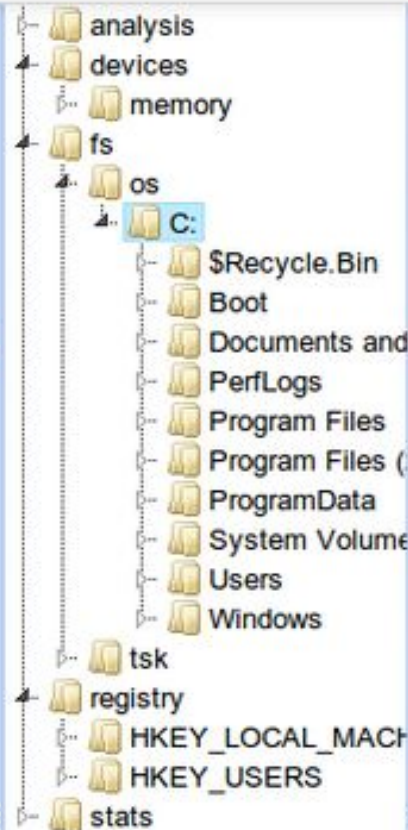 analysis
devices
memory
fs
os
C:
$Recycle.Bin
Boot
Documents and
PerfLogs
Program Files
Program Files (
ProgramData
System Volume
Users
Windows
tsk
registry
HKEY_LOCAL_MACH
HKEY_USERS
stats